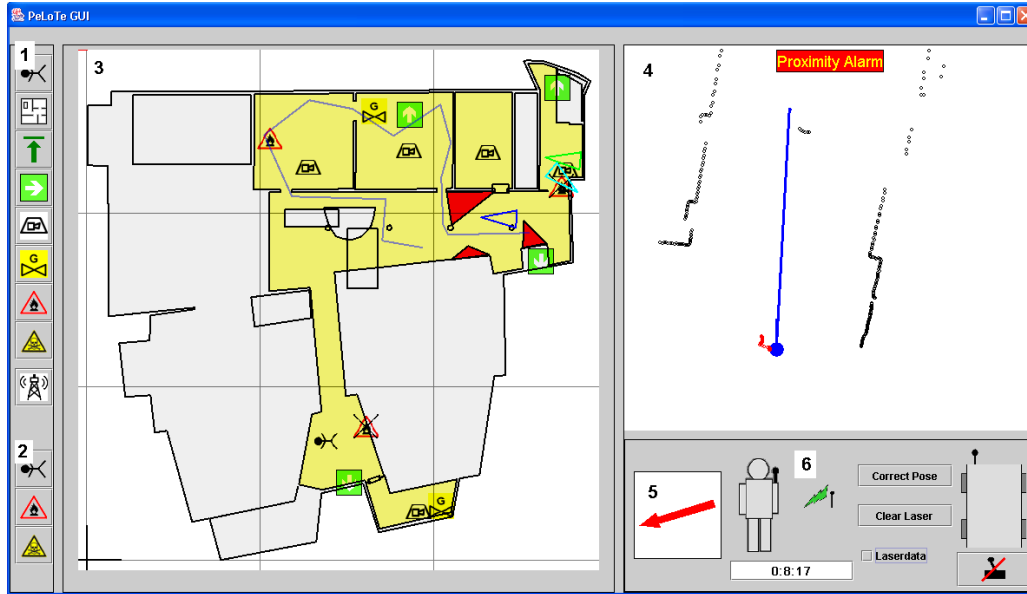 PeLoTe GUI
1
3
4
Proximity Alarm
G
G
2
G
5
6
Correct Pose
Clear Laser
Laserdata
0:8:17